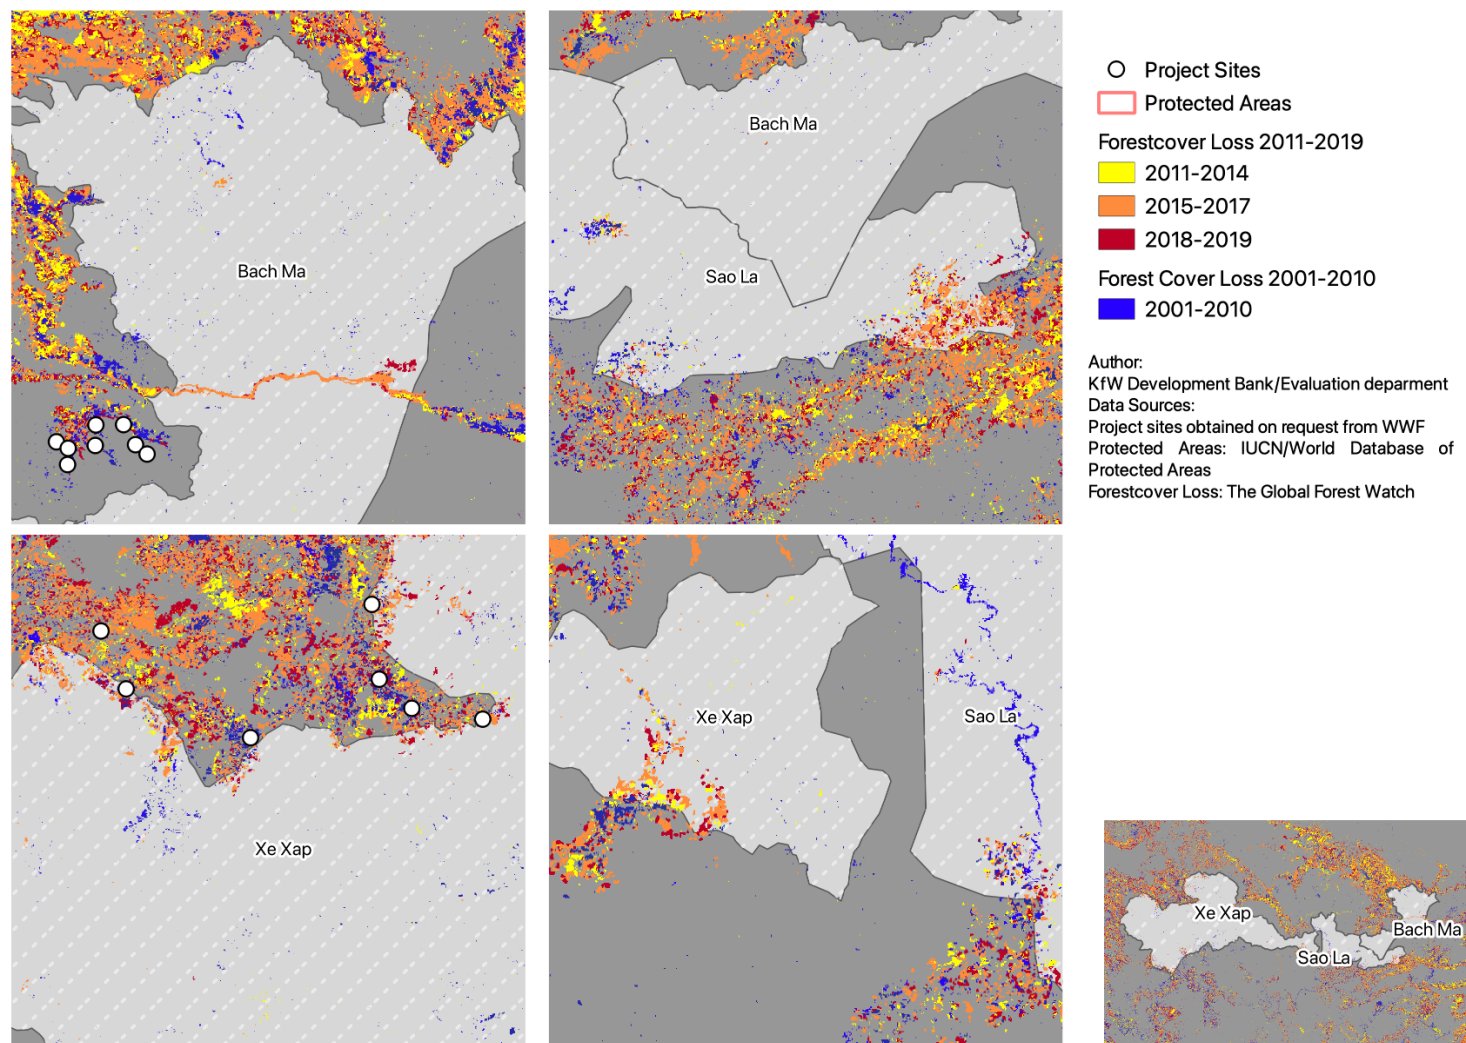 Bach Ma
Bach Ma
Sao La
Project Sites
Protected Areas
Forestcover Loss 2011-2019
2011-2014
2015-2017
2018-2019
Forest Cover Loss 2001-2010
2001-2010
Author:
KfW Development Bank/Evaluation deparment
Data Sources:
Project sites obtained on request from WWF
Protected Areas: IUCN/World Database of
Protected Areas
Forestcover Loss: The Global Forest Watch
Xe Xap
Xe Xap
Sao La
Xe Xap
Bach Ma
Sao La